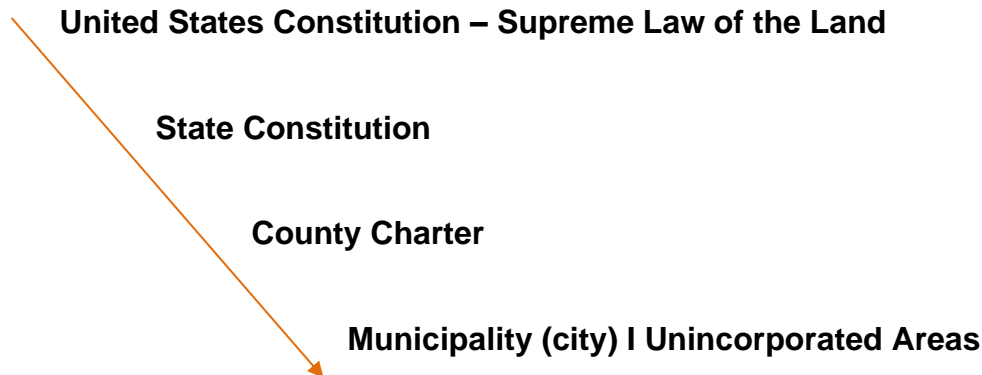 United States Constitution – Supreme Law of the Land
State Constitution
County Charter
Municipality (city) I Unincorporated Areas